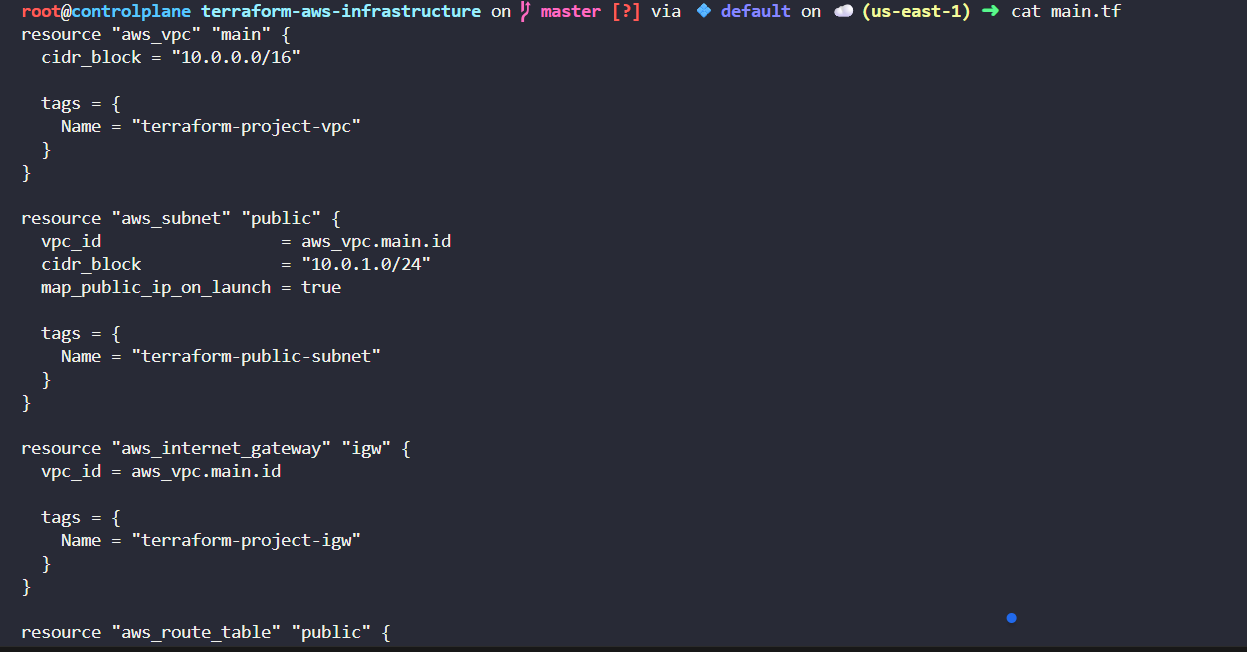 root@controlplane terraform-aws-infrastructure on master [?] via default on (us-east-1) ➜ cat main.tf
resource "aws_vpc" "main" {
  cidr_block = "10.0.0.0/16"

  tags = {
    Name = "terraform-project-vpc"
  }
}

resource "aws_subnet" "public" {
  vpc_id                  = aws_vpc.main.id
  cidr_block              = "10.0.1.0/24"
  map_public_ip_on_launch = true

  tags = {
    Name = "terraform-public-subnet"
  }
}

resource "aws_internet_gateway" "igw" {
  vpc_id = aws_vpc.main.id

  tags = {
    Name = "terraform-project-igw"
  }
}

resource "aws_route_table" "public" {